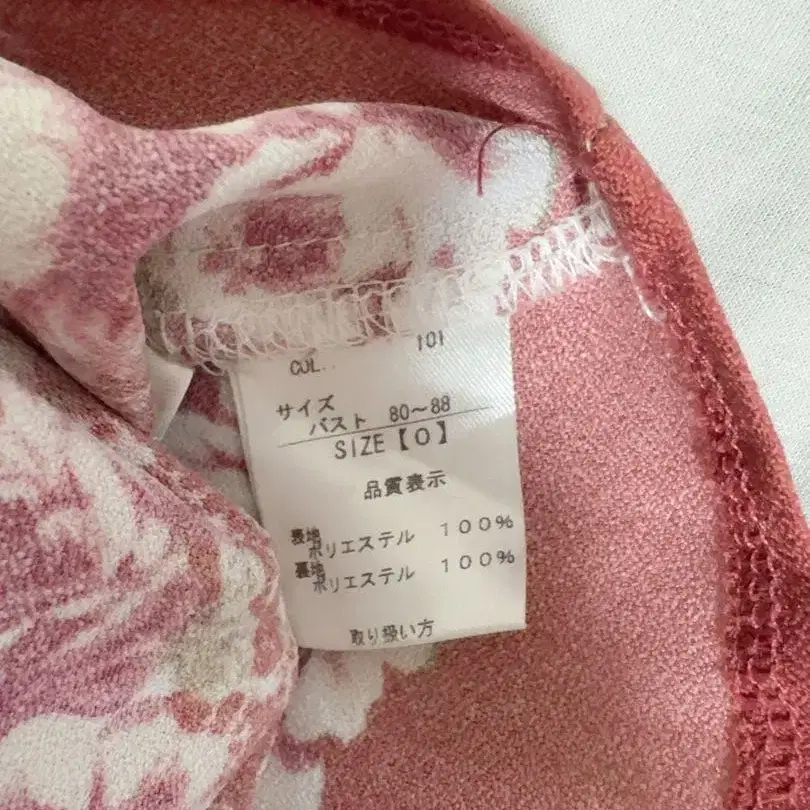 COL. 101
サイズ
バスト 80～88
SIZE【0】
品質表示
表地
ポリエステル 100%
裏地
ポリエステル 100%
取り扱い方